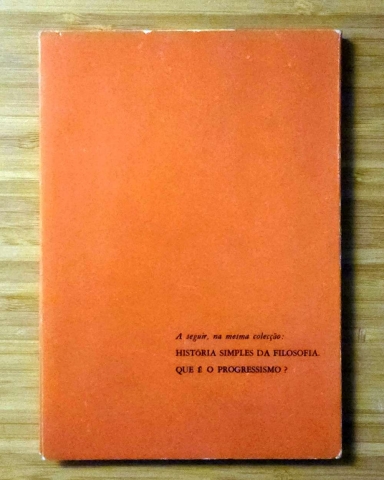 A seguir, na mesma colecção:
HISTÓRIA SIMPLES DA FILOSOFIA.
QUE É O PROGRESSISMO?